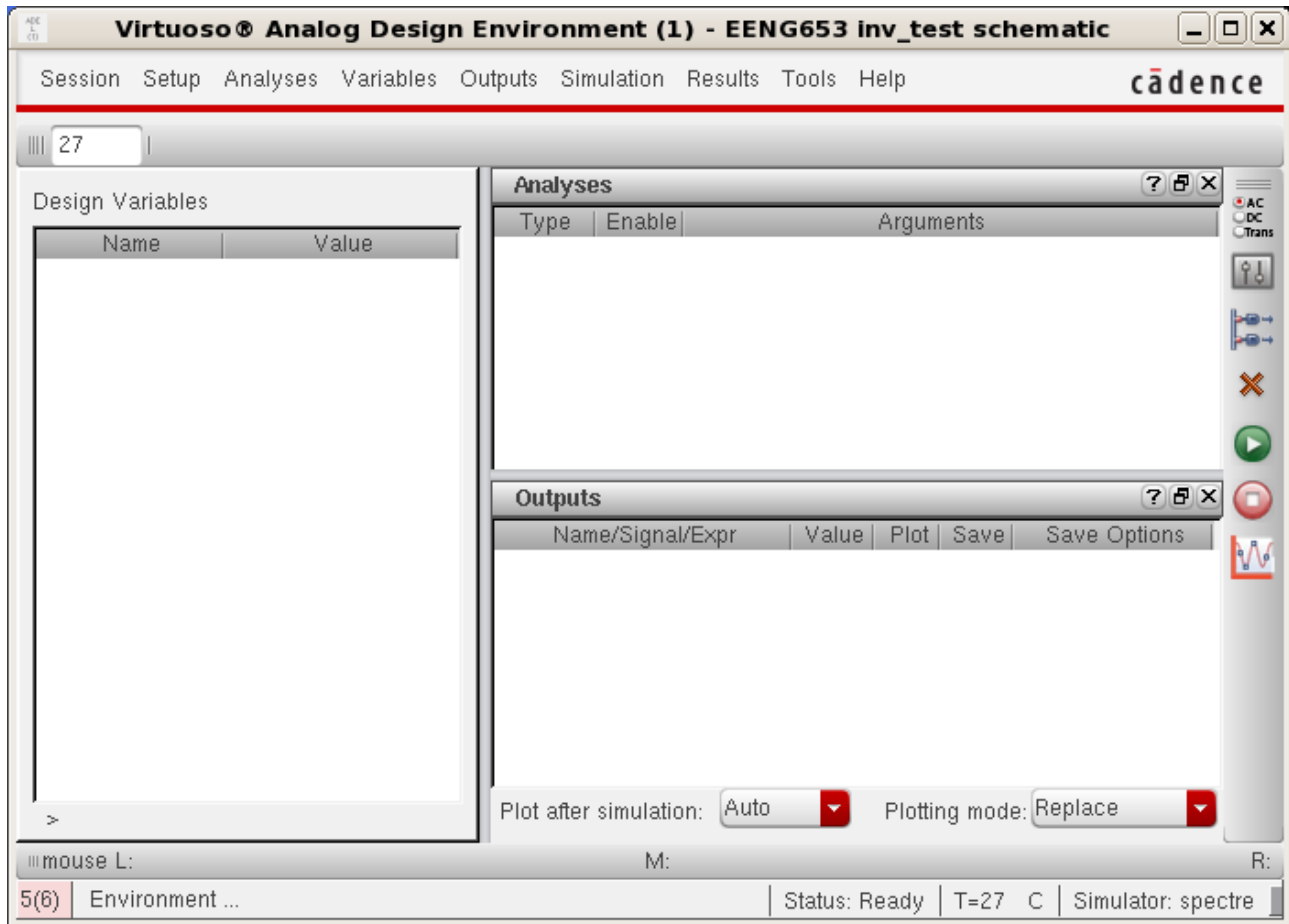 ADE
L
(1)
Virtuoso® Analog Design Environment (1) - EENG653 inv_test schematic
Session Setup Analyses Variables Outputs Simulation Results Tools Help
cādence
27
Design Variables
Name Value
>
Analyses
Type Enable Arguments
Outputs
Name/Signal/Expr Value Plot Save Save Options
Plot after simulation: Auto Plotting mode: Replace
AC
DC
Trans
mouse L: M: R:
5(6) Environment ... Status: Ready T=27 C Simulator: spectre